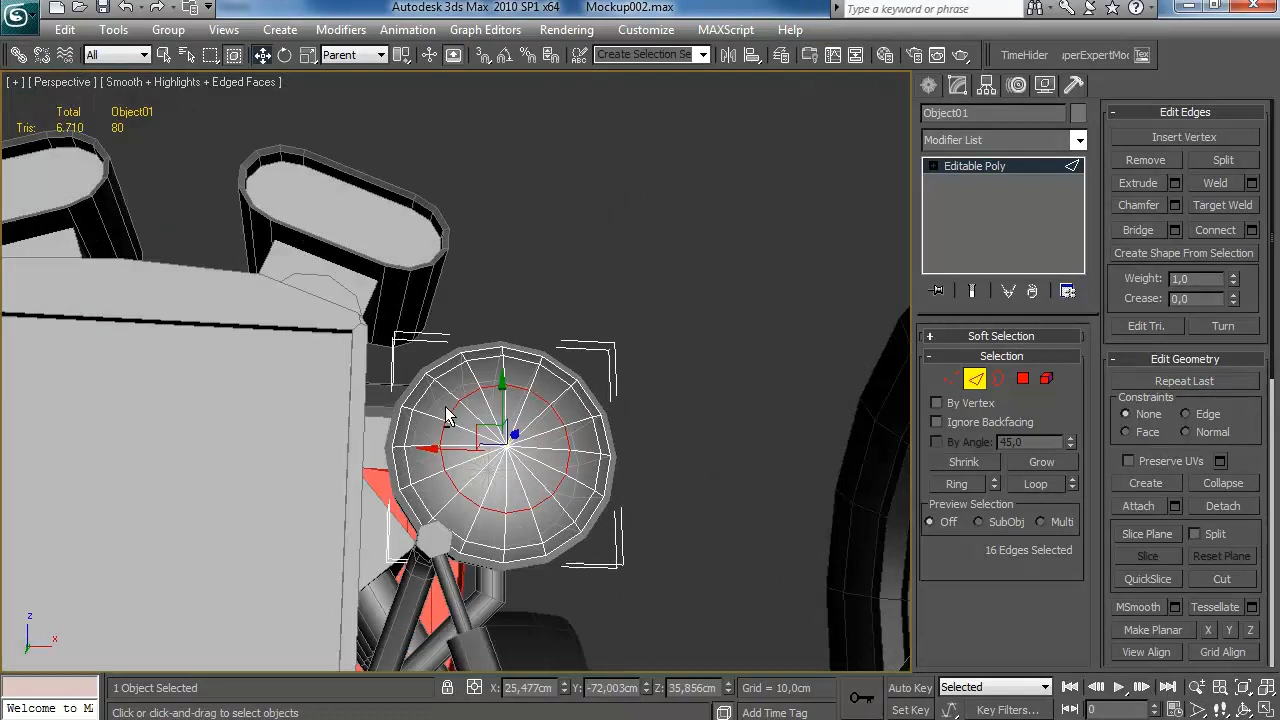 Autodesk 3ds Max 2010 SP1 x64 Mockup002.max
Type a keyword or phrase
Edit Tools Group Views Create Modifiers Animation Graph Editors Rendering Customize MAXScript Help
All Parent Create Selection Se TimeHider perExpertMo Tex
[ + ] [ Perspective ] [ Smooth + Highlights + Edged Faces ]
Total Object01
Tris: 6.710 80
Object01
Modifier List
Editable Poly
Soft Selection
Selection
By Vertex
Ignore Backfacing
By Angle: 45,0
Shrink Grow
Ring Loop
Preview Selection
Off SubObj Multi
16 Edges Selected
Edit Edges
Insert Vertex
Remove Split
Extrude Weld
Chamfer Target Weld
Bridge Connect
Create Shape From Selection
Weight: 1,0
Crease: 0,0
Edit Tri. Turn
Edit Geometry
Repeat Last
Constraints
None Edge
Face Normal
Preserve UVs
Create Collapse
Attach Detach
Slice Plane Split
Slice Reset Plane
QuickSlice Cut
MSmooth Tessellate
Make Planar X Y Z
View Align Grid Align
z
x
1 Object Selected X: 25,477cm Y: -72,003cm Z: 35,856cm Grid = 10,0cm Auto Key Selected
Welcome to M Click or click-and-drag to select objects Add Time Tag Set Key Key Filters... 0